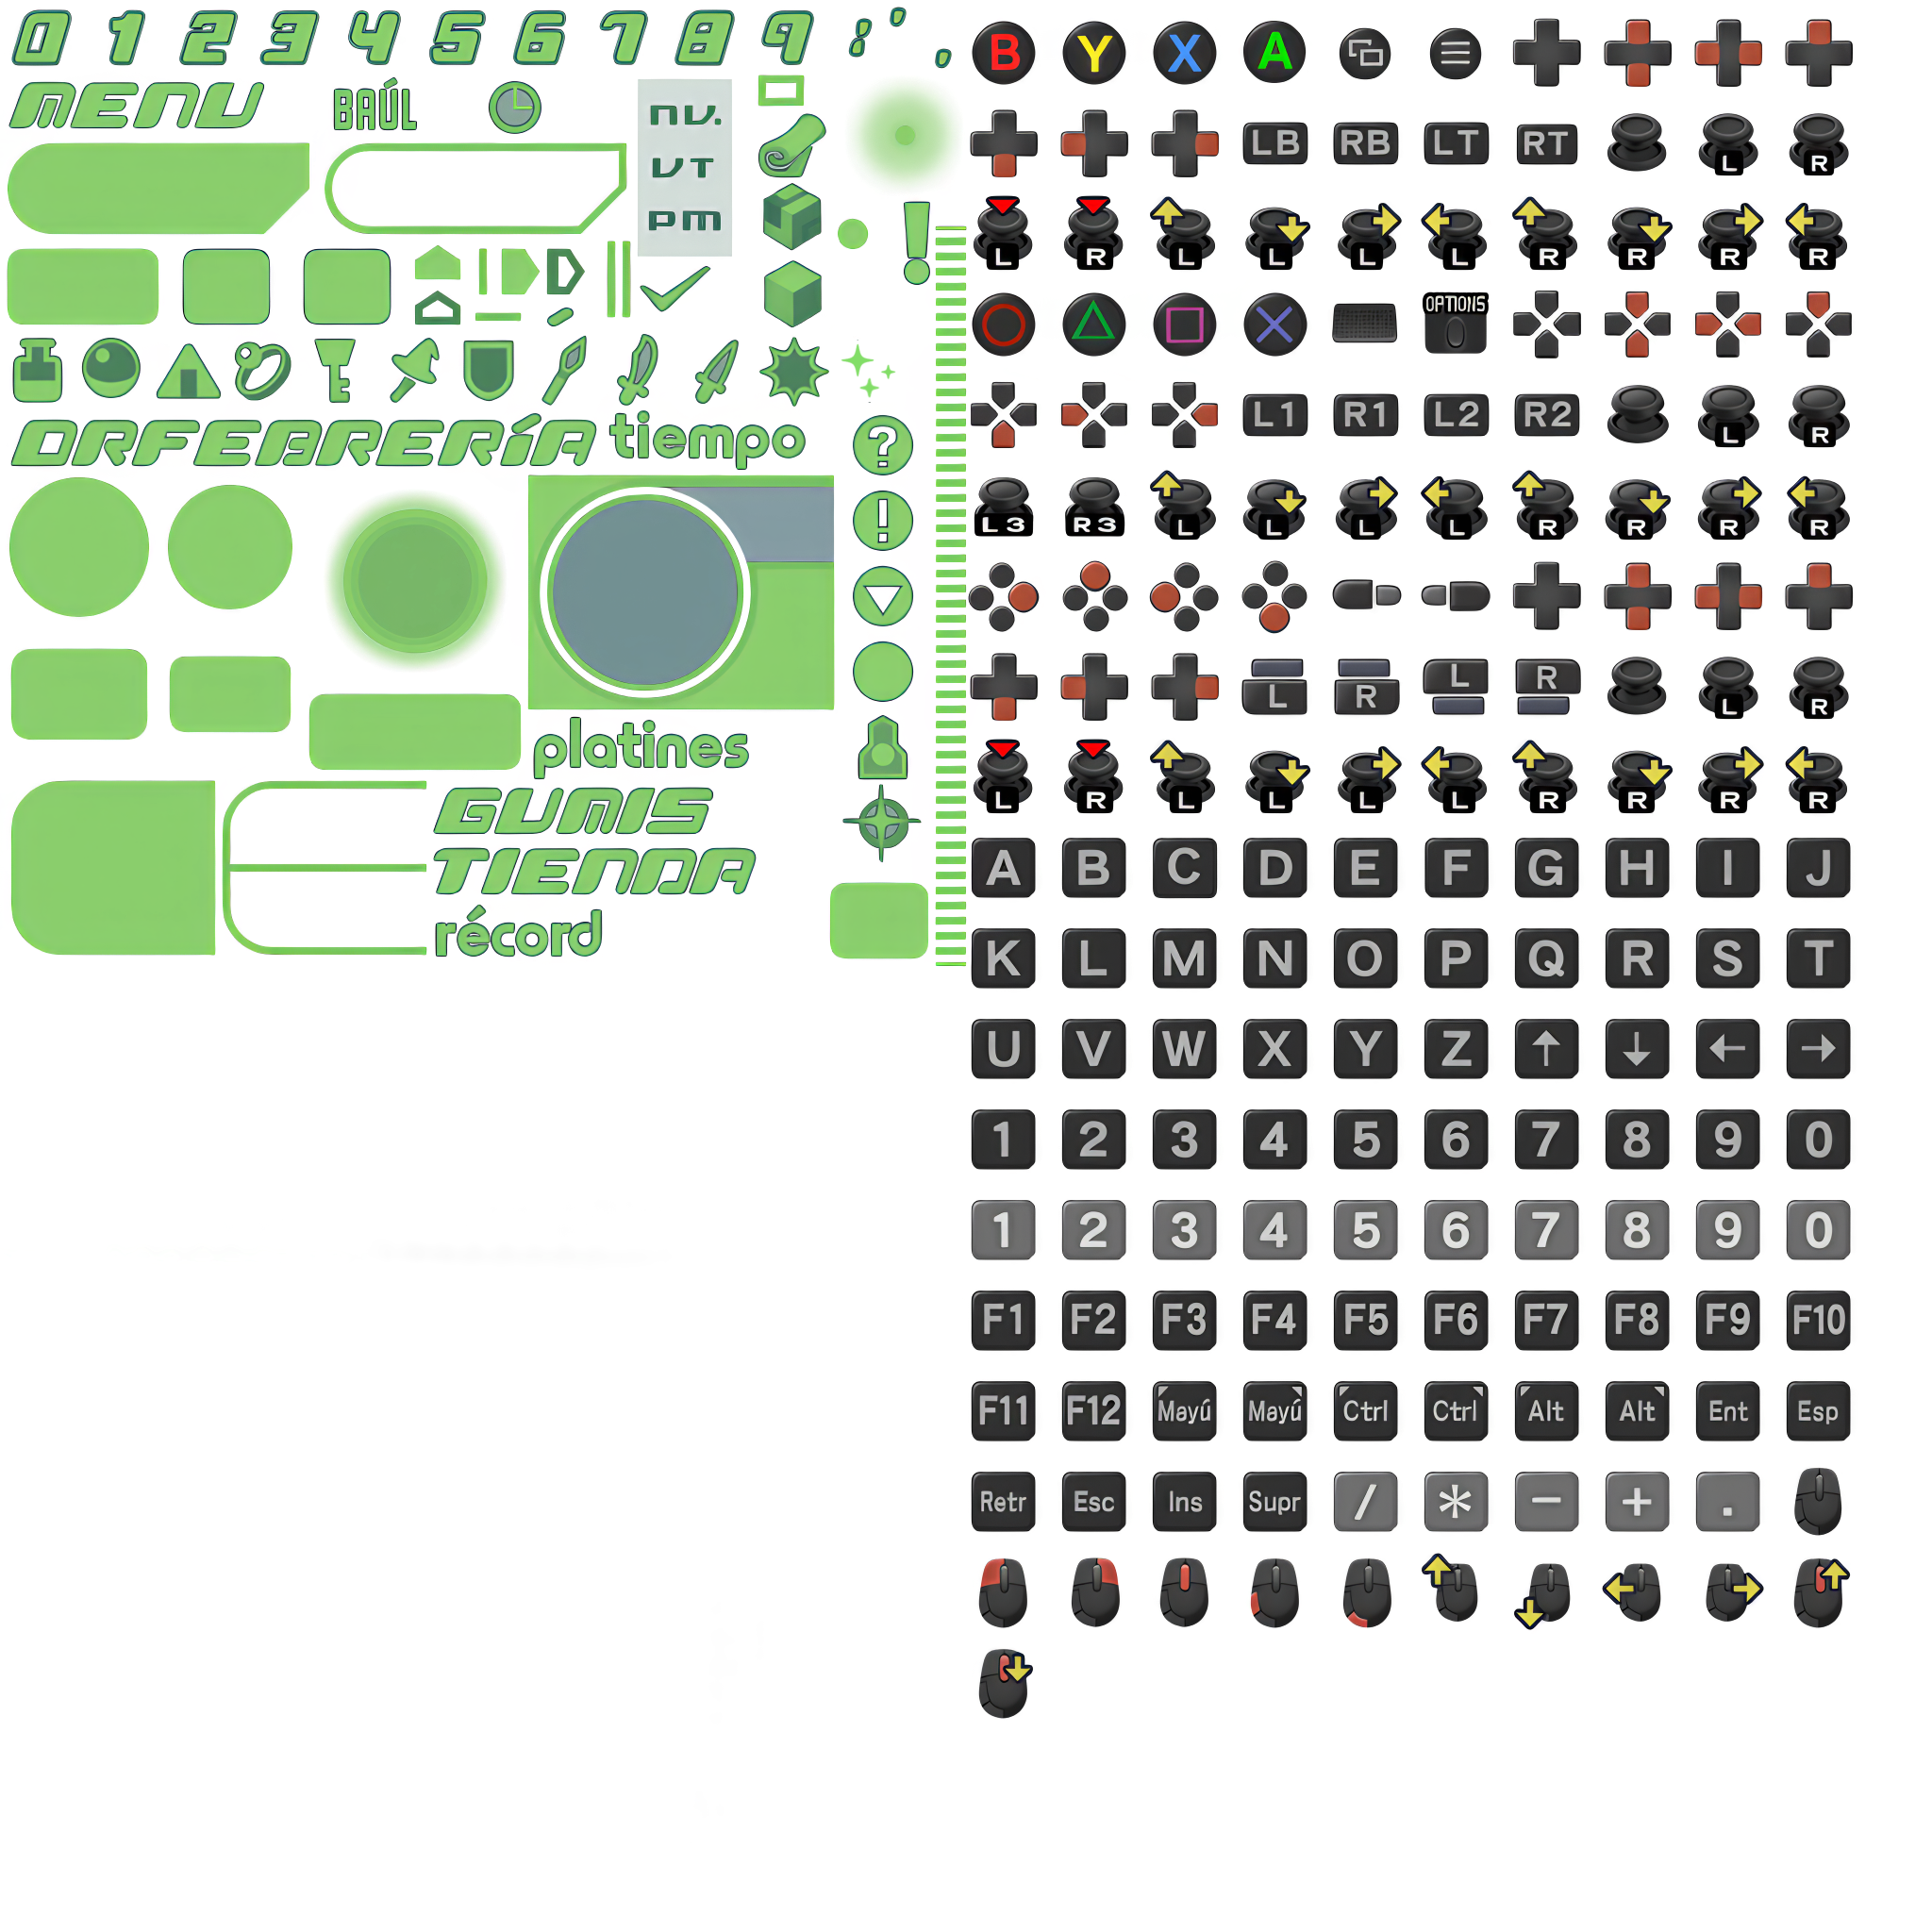 0 1 2 3 4 5 6 7 8 9 : ' ,
MENU
BAÚL
NV.
VT
PM
ORFEBRERÍA
tiempo
platines
GUMIS
TIENDA
récord
B Y X A
LB RB LT RT L R
L R L L L L R R R R
OPTIONS
L1 R1 L2 R2 L R
L3 R3 L L L L R R R R
L R L R L R
L R L L L L R R R R
A B C D E F G H I J
K L M N O P Q R S T
U V W X Y Z ↑ ↓ ← →
1 2 3 4 5 6 7 8 9 0
1 2 3 4 5 6 7 8 9 0
F1 F2 F3 F4 F5 F6 F7 F8 F9 F10
F11 F12 Mayú Mayú Ctrl Ctrl Alt Alt Ent Esp
Retr Esc Ins Supr / * - + .